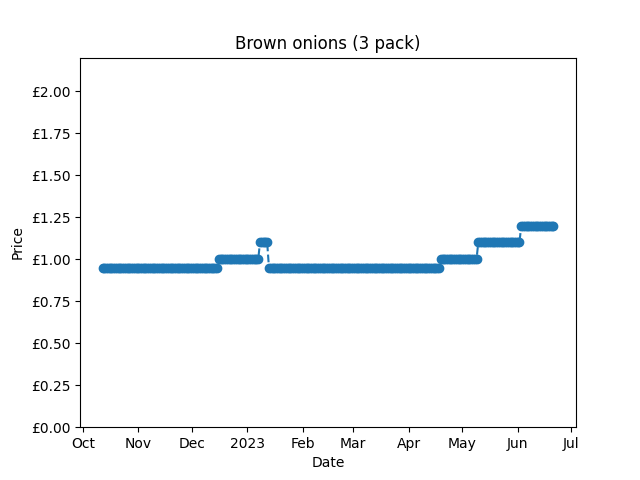 Brown onions (3 pack)
£2.00
£1.75
£1.50
£1.25
£1.00
£0.75
£0.50
£0.25
£0.00
Price
Oct Nov Dec 2023 Feb Mar Apr May Jun Jul
Date